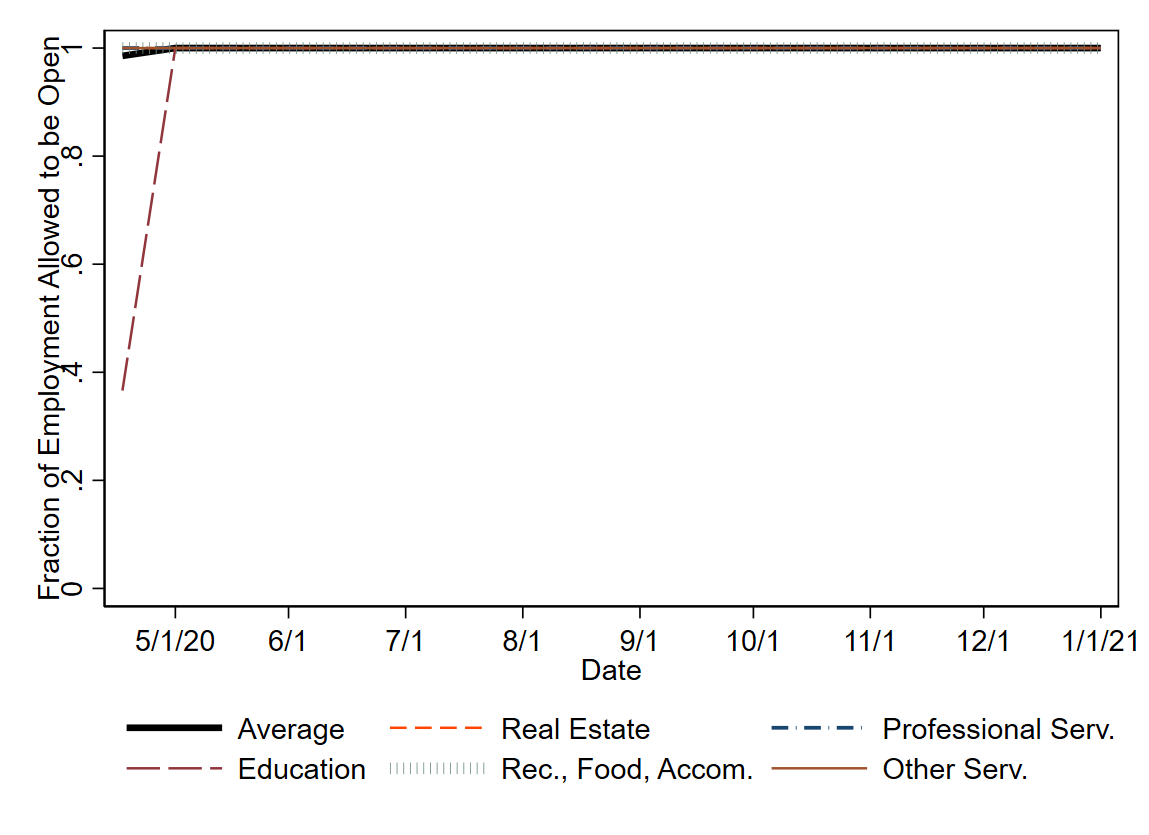 Fraction of Employment Allowed to be Open
1
.8
.6
.4
.2
0
5/1/20 6/1 7/1 8/1 9/1 10/1 11/1 12/1 1/1/21
Date
Average Real Estate Professional Serv.
Education Rec., Food, Accom. Other Serv.